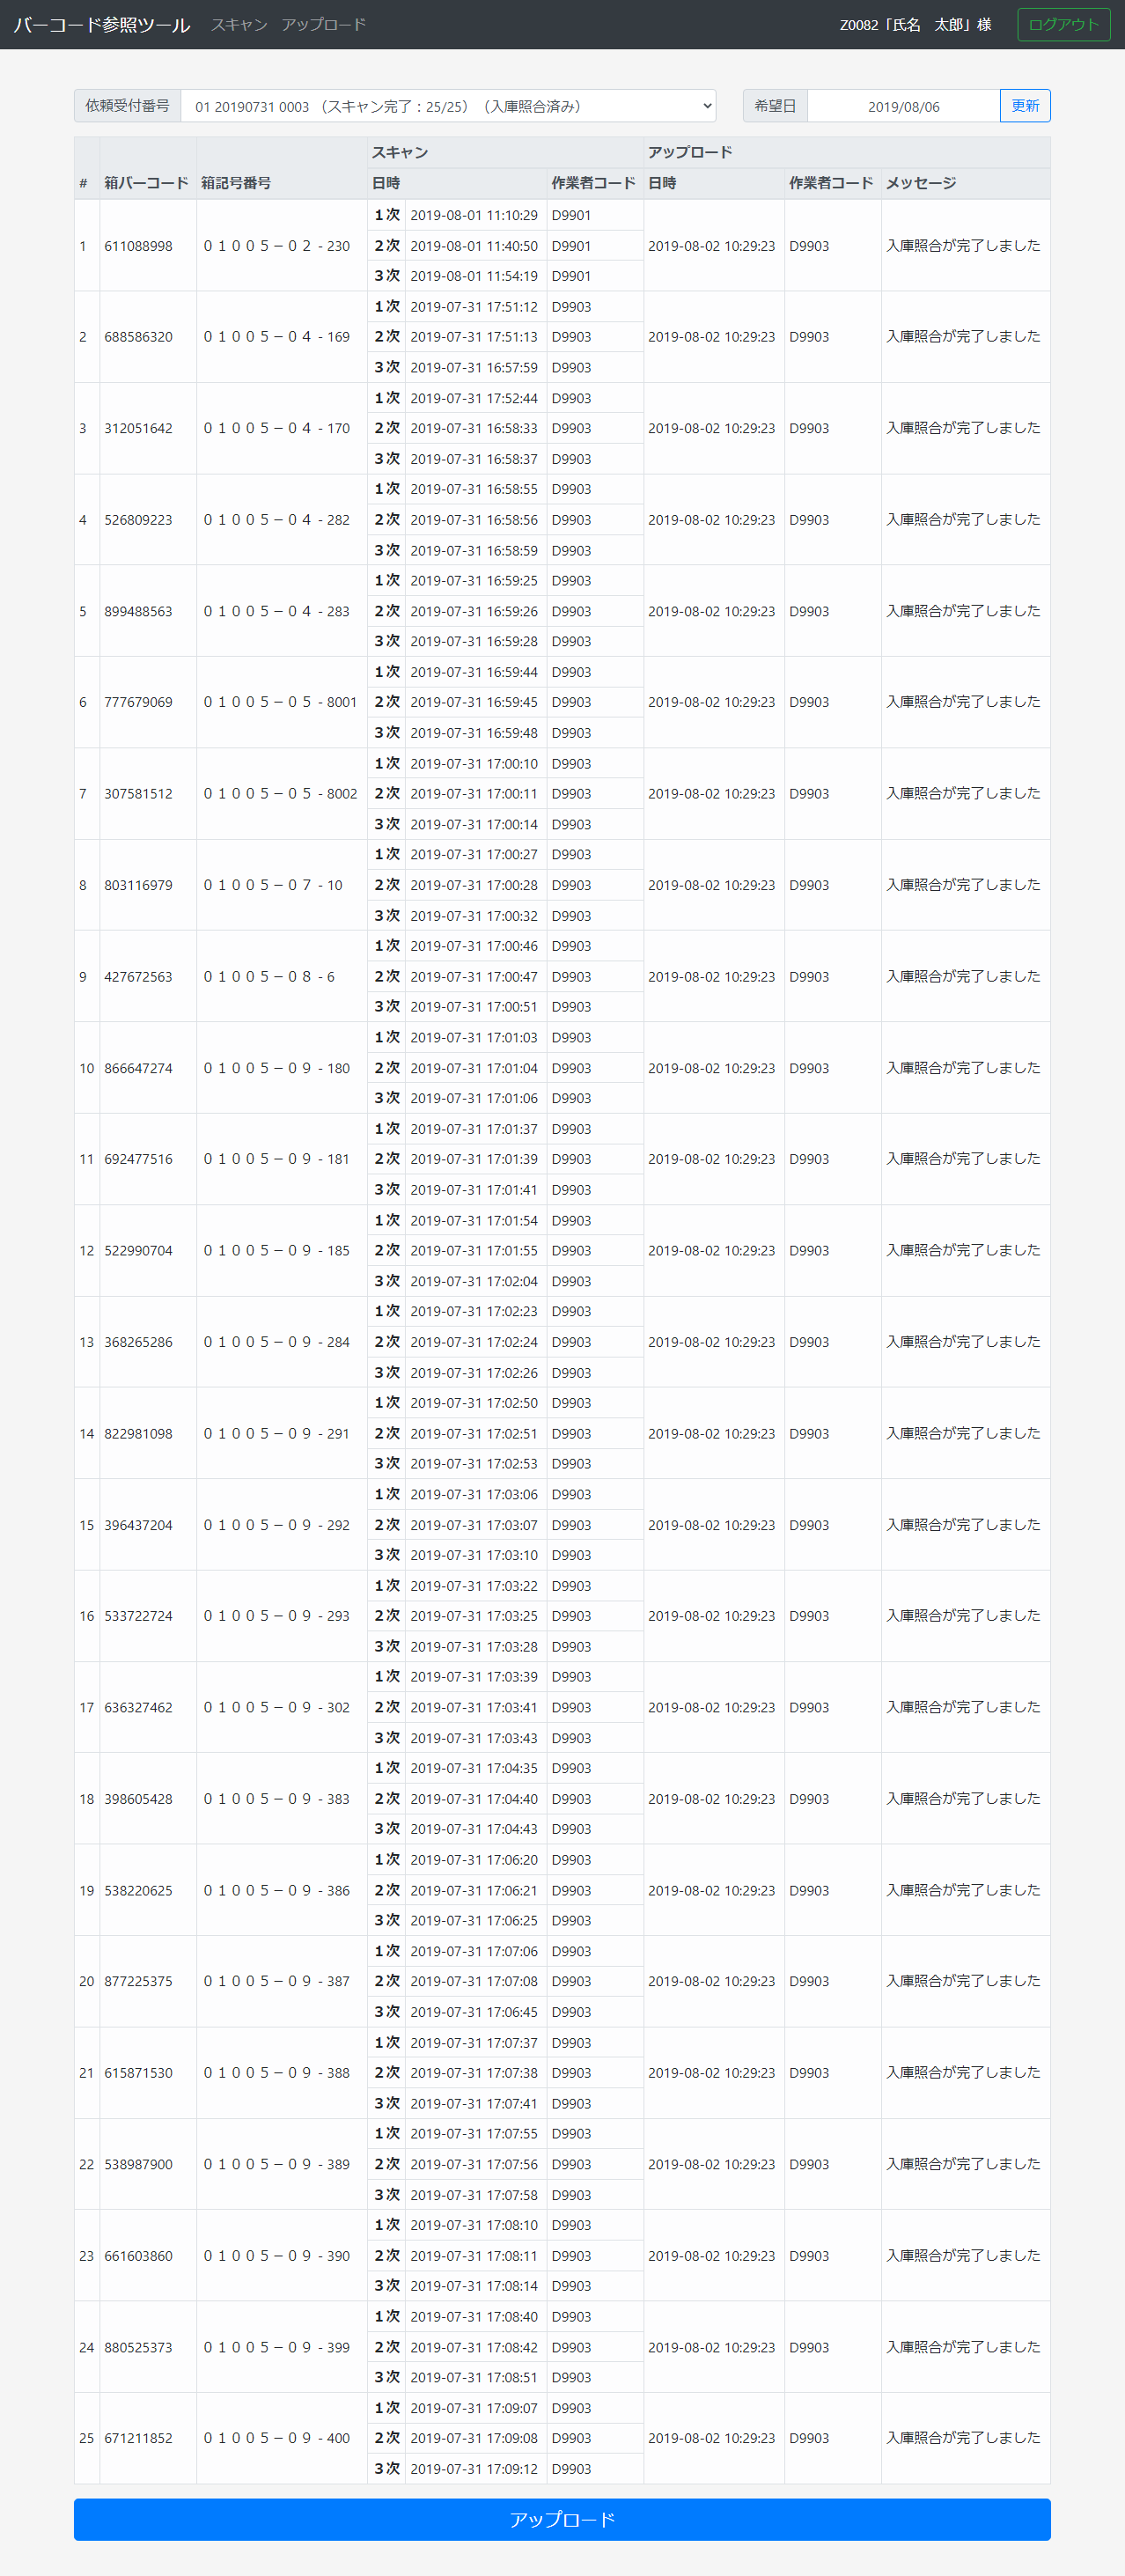 バーコード参照ツール スキャン アップロード Z0082「氏名　太郎」様 ログアウト
依頼受付番号 01 20190731 0003 （スキャン完了：25/25）（入庫照合済み） 希望日 2019/08/06 更新
スキャン アップロード
# 箱バーコード 箱記号番号 日時 作業者コード 日時 作業者コード メッセージ
1次 2019-08-01 11:10:29 D9901
1 611088998 ０１００５－０２ - 230 2次 2019-08-01 11:40:50 D9901 2019-08-02 10:29:23 D9903 入庫照合が完了しました
3次 2019-08-01 11:54:19 D9901
1次 2019-07-31 17:51:12 D9903
2 688586320 ０１００５－０４ - 169 2次 2019-07-31 17:51:13 D9903 2019-08-02 10:29:23 D9903 入庫照合が完了しました
3次 2019-07-31 16:57:59 D9903
1次 2019-07-31 17:52:44 D9903
3 312051642 ０１００５－０４ - 170 2次 2019-07-31 16:58:33 D9903 2019-08-02 10:29:23 D9903 入庫照合が完了しました
3次 2019-07-31 16:58:37 D9903
1次 2019-07-31 16:58:55 D9903
4 526809223 ０１００５－０４ - 282 2次 2019-07-31 16:58:56 D9903 2019-08-02 10:29:23 D9903 入庫照合が完了しました
3次 2019-07-31 16:58:59 D9903
1次 2019-07-31 16:59:25 D9903
5 899488563 ０１００５－０４ - 283 2次 2019-07-31 16:59:26 D9903 2019-08-02 10:29:23 D9903 入庫照合が完了しました
3次 2019-07-31 16:59:28 D9903
1次 2019-07-31 16:59:44 D9903
6 777679069 ０１００５－０５ - 8001 2次 2019-07-31 16:59:45 D9903 2019-08-02 10:29:23 D9903 入庫照合が完了しました
3次 2019-07-31 16:59:48 D9903
1次 2019-07-31 17:00:10 D9903
7 307581512 ０１００５－０５ - 8002 2次 2019-07-31 17:00:11 D9903 2019-08-02 10:29:23 D9903 入庫照合が完了しました
3次 2019-07-31 17:00:14 D9903
1次 2019-07-31 17:00:27 D9903
8 803116979 ０１００５－０７ - 10 2次 2019-07-31 17:00:28 D9903 2019-08-02 10:29:23 D9903 入庫照合が完了しました
3次 2019-07-31 17:00:32 D9903
1次 2019-07-31 17:00:46 D9903
9 427672563 ０１００５－０８ - 6 2次 2019-07-31 17:00:47 D9903 2019-08-02 10:29:23 D9903 入庫照合が完了しました
3次 2019-07-31 17:00:51 D9903
1次 2019-07-31 17:01:03 D9903
10 866647274 ０１００５－０９ - 180 2次 2019-07-31 17:01:04 D9903 2019-08-02 10:29:23 D9903 入庫照合が完了しました
3次 2019-07-31 17:01:06 D9903
1次 2019-07-31 17:01:37 D9903
11 692477516 ０１００５－０９ - 181 2次 2019-07-31 17:01:39 D9903 2019-08-02 10:29:23 D9903 入庫照合が完了しました
3次 2019-07-31 17:01:41 D9903
1次 2019-07-31 17:01:54 D9903
12 522990704 ０１００５－０９ - 185 2次 2019-07-31 17:01:55 D9903 2019-08-02 10:29:23 D9903 入庫照合が完了しました
3次 2019-07-31 17:02:04 D9903
1次 2019-07-31 17:02:23 D9903
13 368265286 ０１００５－０９ - 284 2次 2019-07-31 17:02:24 D9903 2019-08-02 10:29:23 D9903 入庫照合が完了しました
3次 2019-07-31 17:02:26 D9903
1次 2019-07-31 17:02:50 D9903
14 822981098 ０１００５－０９ - 291 2次 2019-07-31 17:02:51 D9903 2019-08-02 10:29:23 D9903 入庫照合が完了しました
3次 2019-07-31 17:02:53 D9903
1次 2019-07-31 17:03:06 D9903
15 396437204 ０１００５－０９ - 292 2次 2019-07-31 17:03:07 D9903 2019-08-02 10:29:23 D9903 入庫照合が完了しました
3次 2019-07-31 17:03:10 D9903
1次 2019-07-31 17:03:22 D9903
16 533722724 ０１００５－０９ - 293 2次 2019-07-31 17:03:25 D9903 2019-08-02 10:29:23 D9903 入庫照合が完了しました
3次 2019-07-31 17:03:28 D9903
1次 2019-07-31 17:03:39 D9903
17 636327462 ０１００５－０９ - 302 2次 2019-07-31 17:03:41 D9903 2019-08-02 10:29:23 D9903 入庫照合が完了しました
3次 2019-07-31 17:03:43 D9903
1次 2019-07-31 17:04:35 D9903
18 398605428 ０１００５－０９ - 383 2次 2019-07-31 17:04:40 D9903 2019-08-02 10:29:23 D9903 入庫照合が完了しました
3次 2019-07-31 17:04:43 D9903
1次 2019-07-31 17:06:20 D9903
19 538220625 ０１００５－０９ - 386 2次 2019-07-31 17:06:21 D9903 2019-08-02 10:29:23 D9903 入庫照合が完了しました
3次 2019-07-31 17:06:25 D9903
1次 2019-07-31 17:07:06 D9903
20 877225375 ０１００５－０９ - 387 2次 2019-07-31 17:07:08 D9903 2019-08-02 10:29:23 D9903 入庫照合が完了しました
3次 2019-07-31 17:06:45 D9903
1次 2019-07-31 17:07:37 D9903
21 615871530 ０１００５－０９ - 388 2次 2019-07-31 17:07:38 D9903 2019-08-02 10:29:23 D9903 入庫照合が完了しました
3次 2019-07-31 17:07:41 D9903
1次 2019-07-31 17:07:55 D9903
22 538987900 ０１００５－０９ - 389 2次 2019-07-31 17:07:56 D9903 2019-08-02 10:29:23 D9903 入庫照合が完了しました
3次 2019-07-31 17:07:58 D9903
1次 2019-07-31 17:08:10 D9903
23 661603860 ０１００５－０９ - 390 2次 2019-07-31 17:08:11 D9903 2019-08-02 10:29:23 D9903 入庫照合が完了しました
3次 2019-07-31 17:08:14 D9903
1次 2019-07-31 17:08:40 D9903
24 880525373 ０１００５－０９ - 399 2次 2019-07-31 17:08:42 D9903 2019-08-02 10:29:23 D9903 入庫照合が完了しました
3次 2019-07-31 17:08:51 D9903
1次 2019-07-31 17:09:07 D9903
25 671211852 ０１００５－０９ - 400 2次 2019-07-31 17:09:08 D9903 2019-08-02 10:29:23 D9903 入庫照合が完了しました
3次 2019-07-31 17:09:12 D9903
アップロード